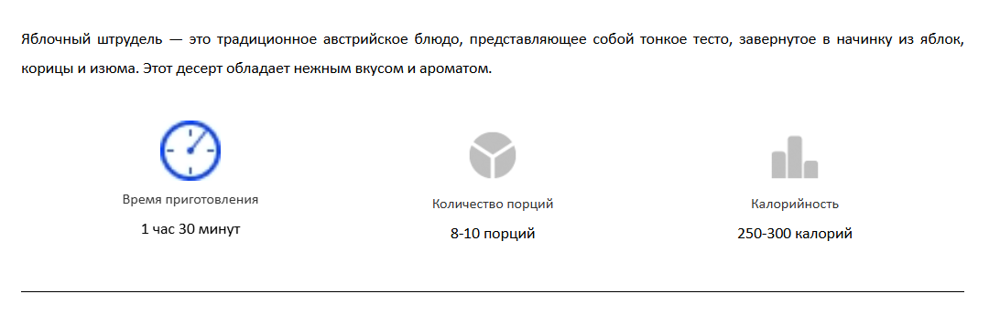 Яблочный штрудель — это традиционное австрийское блюдо, представляющее собой тонкое тесто, завернутое в начинку из яблок,
корицы и изюма. Этот десерт обладает нежным вкусом и ароматом.
Время приготовления
1 час 30 минут
Количество порций
8-10 порций
Калорийность
250-300 калорий